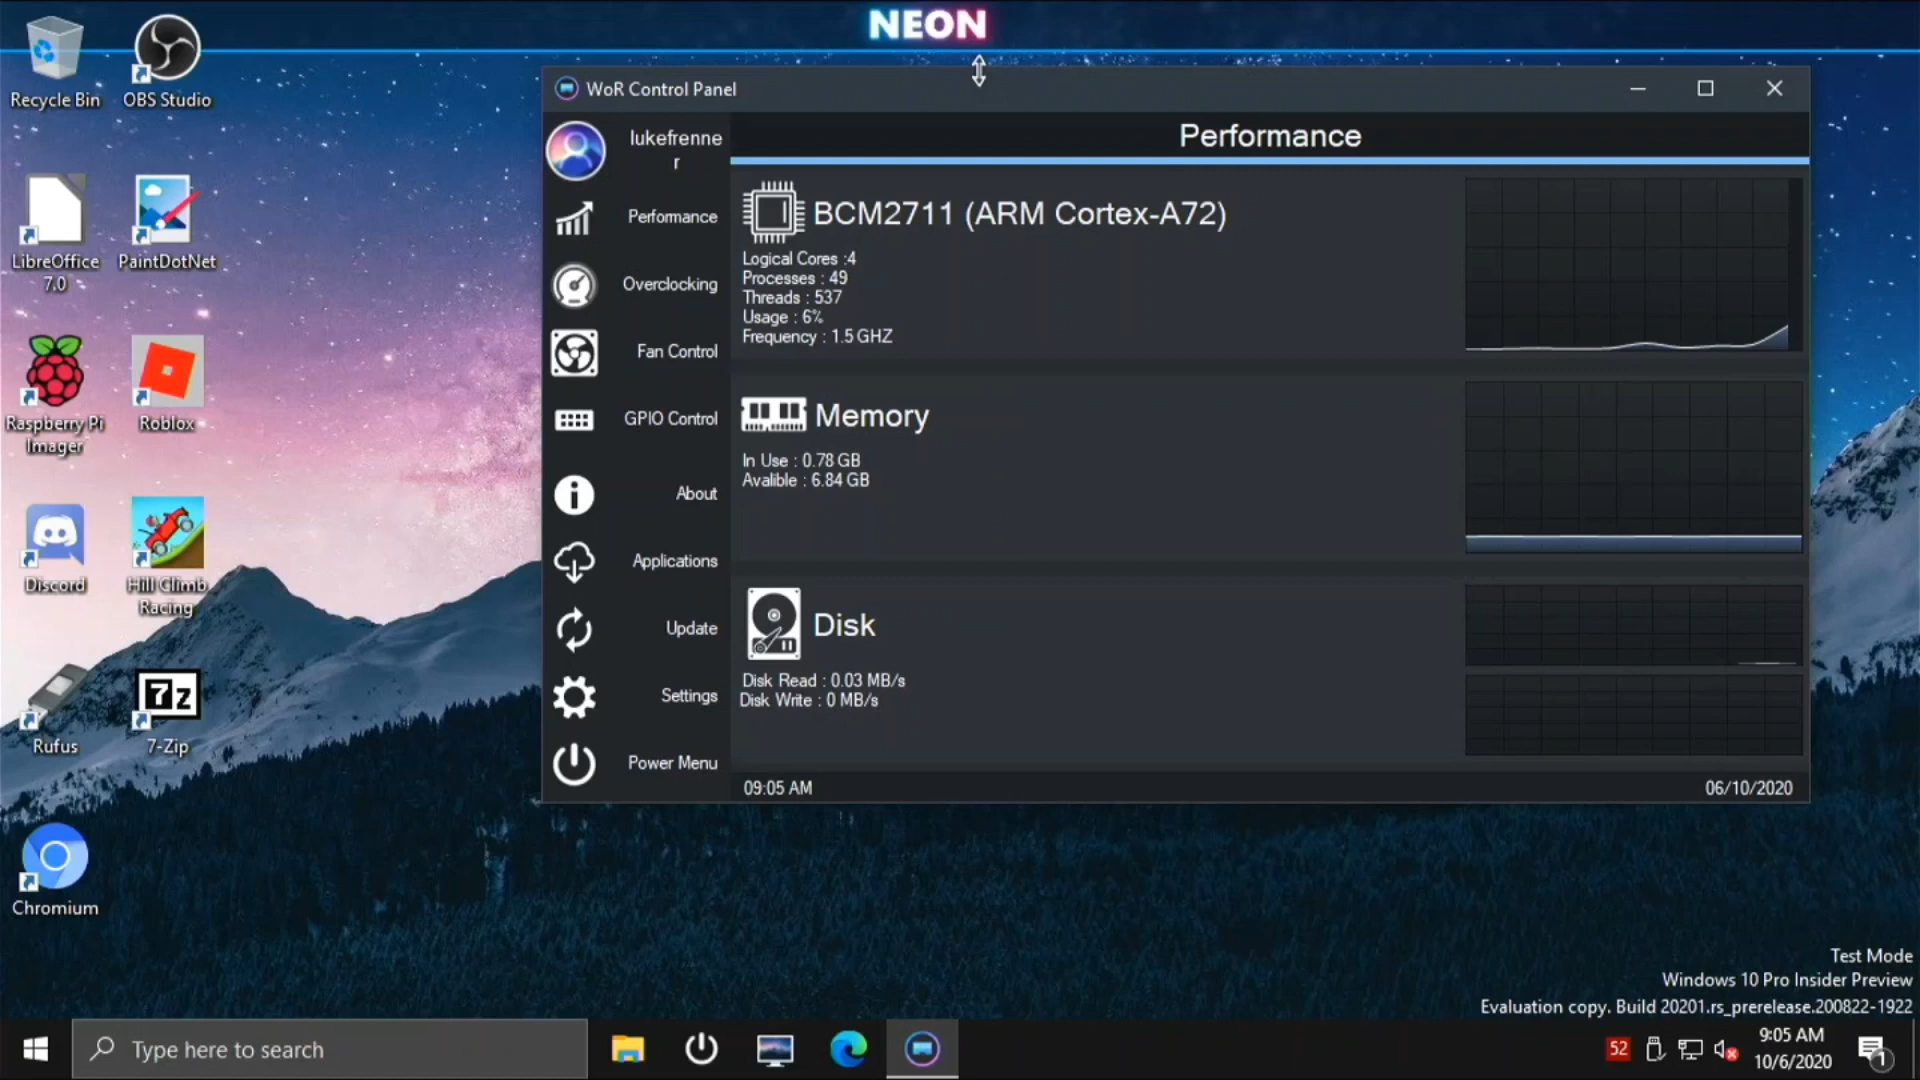 NEON
Recycle Bin
OBS Studio
LibreOffice
7.0
PaintDotNet
Raspberry Pi
Imager
Roblox
Discord
Hill Climb
Racing
Rufus
7z
7-Zip
Chromium
WoR Control Panel
lukefrenne
r
Performance
Overclocking
Fan Control
GPIO Control
About
Applications
Update
Settings
Power Menu
Performance
BCM2711 (ARM Cortex-A72)
Logical Cores :4
Processes : 49
Threads : 537
Usage : 6%
Frequency : 1.5 GHZ
Memory
In Use : 0.78 GB
Avalible : 6.84 GB
Disk
Disk Read : 0.03 MB/s
Disk Write : 0 MB/s
09:05 AM
06/10/2020
Test Mode
Windows 10 Pro Insider Preview
Evaluation copy. Build 20201.rs_prerelease.200822-1922
Type here to search
52
9:05 AM
10/6/2020
1